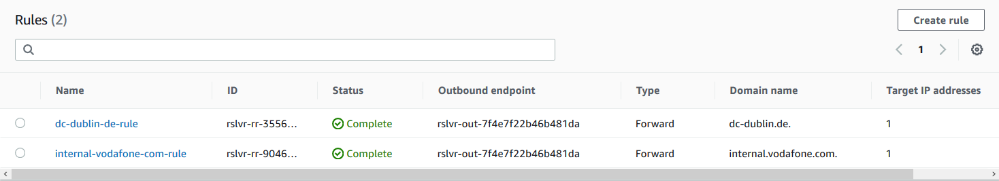 Rules (2)
Create rule
1
Name ID Status Outbound endpoint Type Domain name Target IP addresses
dc-dublin-de-rule rslvr-rr-3556... Complete rslvr-out-7f4e7f22b46b481da Forward dc-dublin.de. 1
internal-vodafone-com-rule rslvr-rr-9046... Complete rslvr-out-7f4e7f22b46b481da Forward internal.vodafone.com. 1